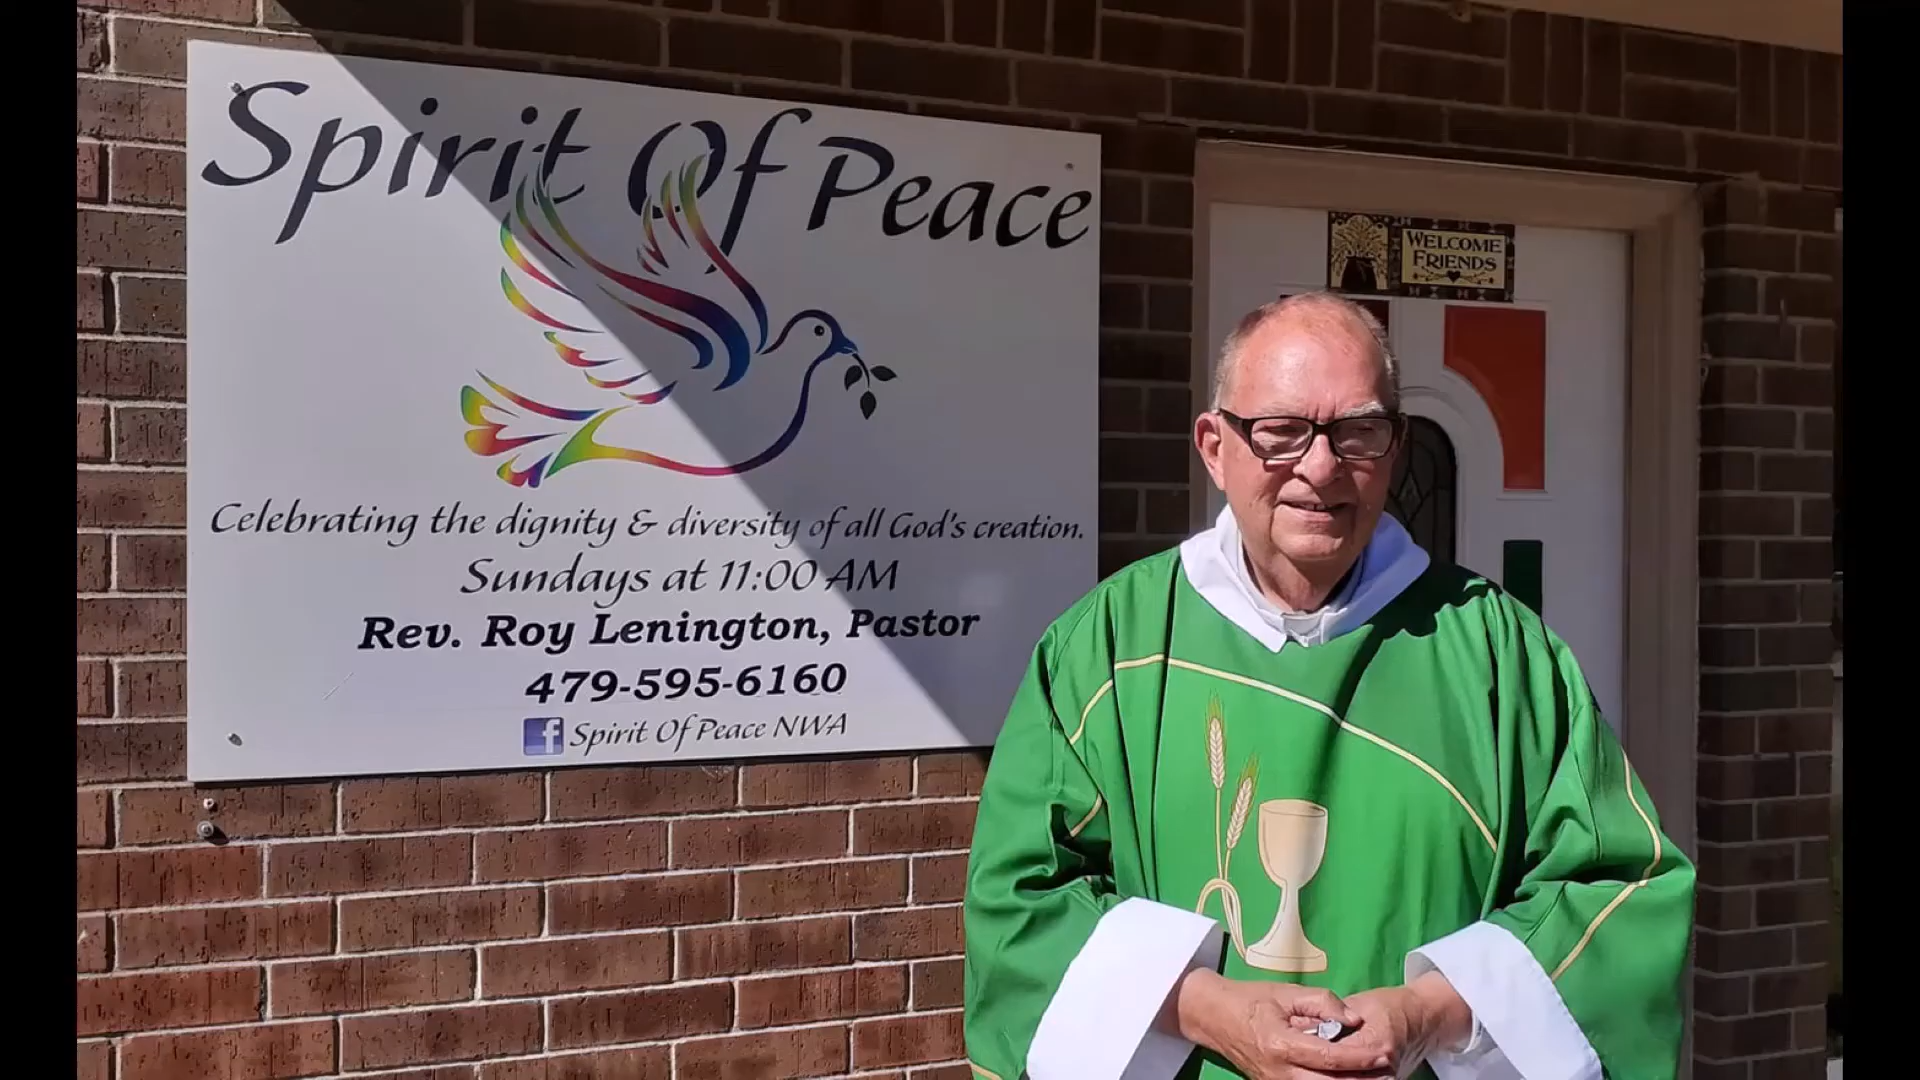 Spirit Of Peace
Celebrating the dignity & diversity of all God's creation.
Sundays at 11:00 AM
Rev. Roy Lenington, Pastor
479-595-6160
f Spirit Of Peace NWA
WELCOME
FRIENDS